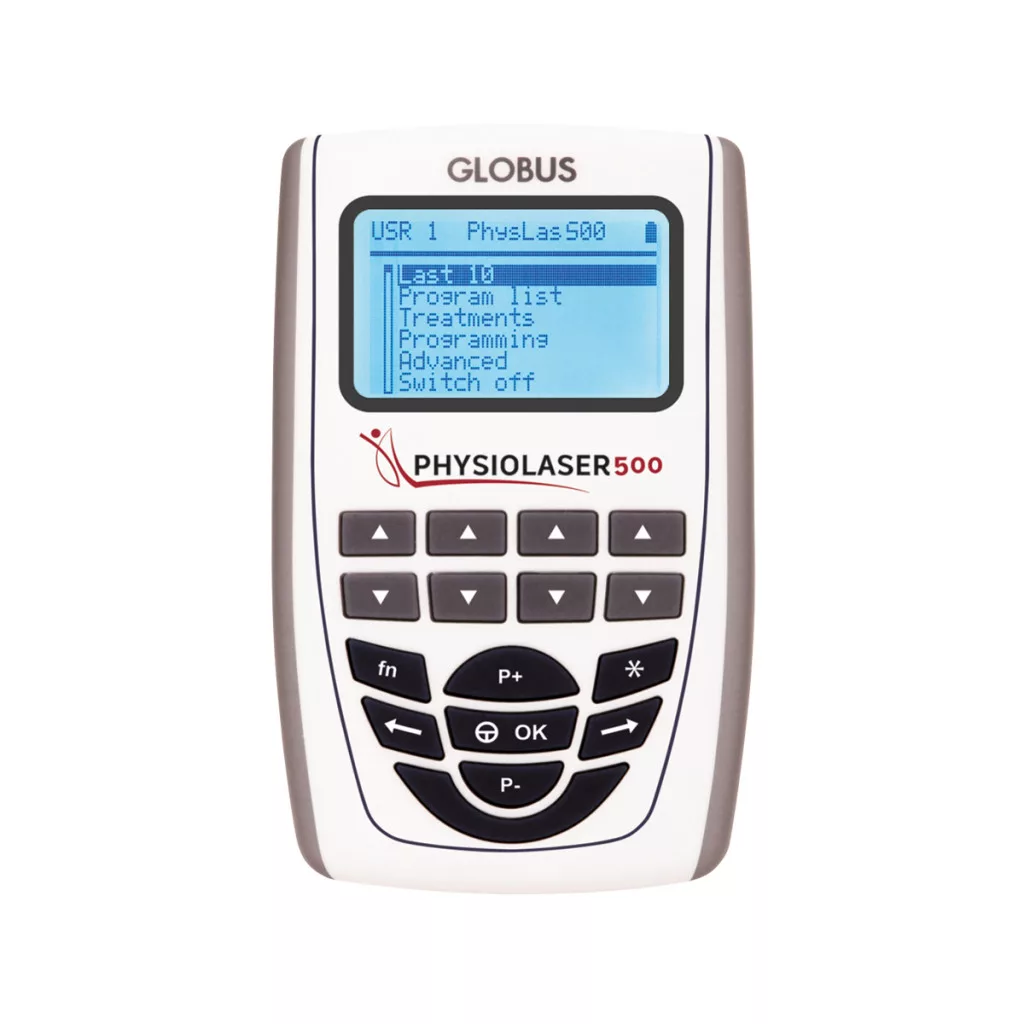 GLOBUS
USR 1 PhysLas500
Last 10
Program list
Treatments
Programming
Advanced
Switch off
PHYSIOLASER500
fn
P+
*
OK
P-